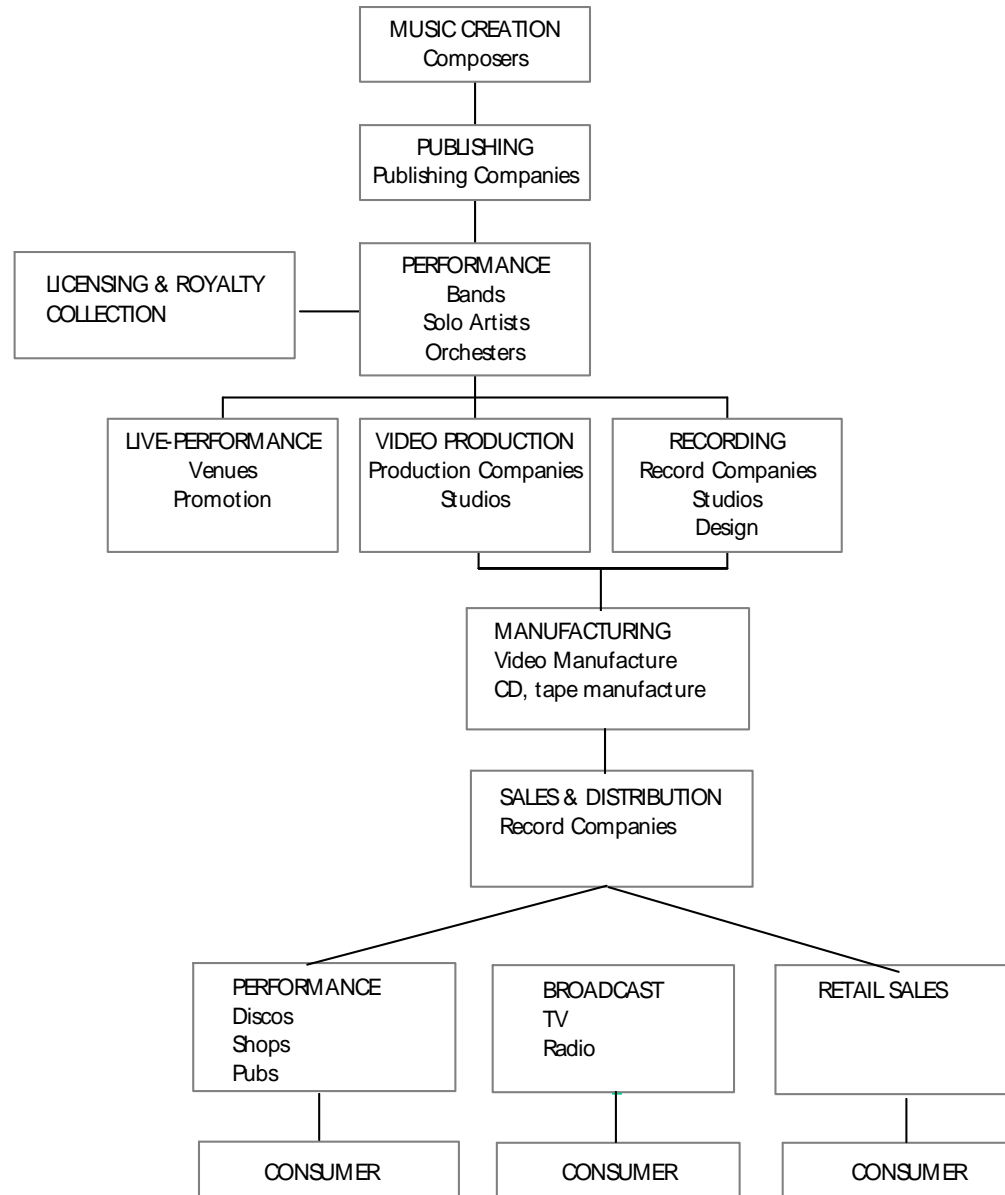 MUSIC CREATION
Composers
PUBLISHING
Publishing Companies
LICENSING & ROYALTY
COLLECTION
PERFORMANCE
Bands
Solo Artists
Orchesters
LIVE-PERFORMANCE
Venues
Promotion
VIDEO PRODUCTION
Production Companies
Studios
RECORDING
Record Companies
Studios
Design
MANUFACTURING
Video Manufacture
CD, tape manufacture
SALES & DISTRIBUTION
Record Companies
PERFORMANCE
Discos
Shops
Pubs
BROADCAST
TV
Radio
RETAIL SALES
CONSUMER
CONSUMER
CONSUMER